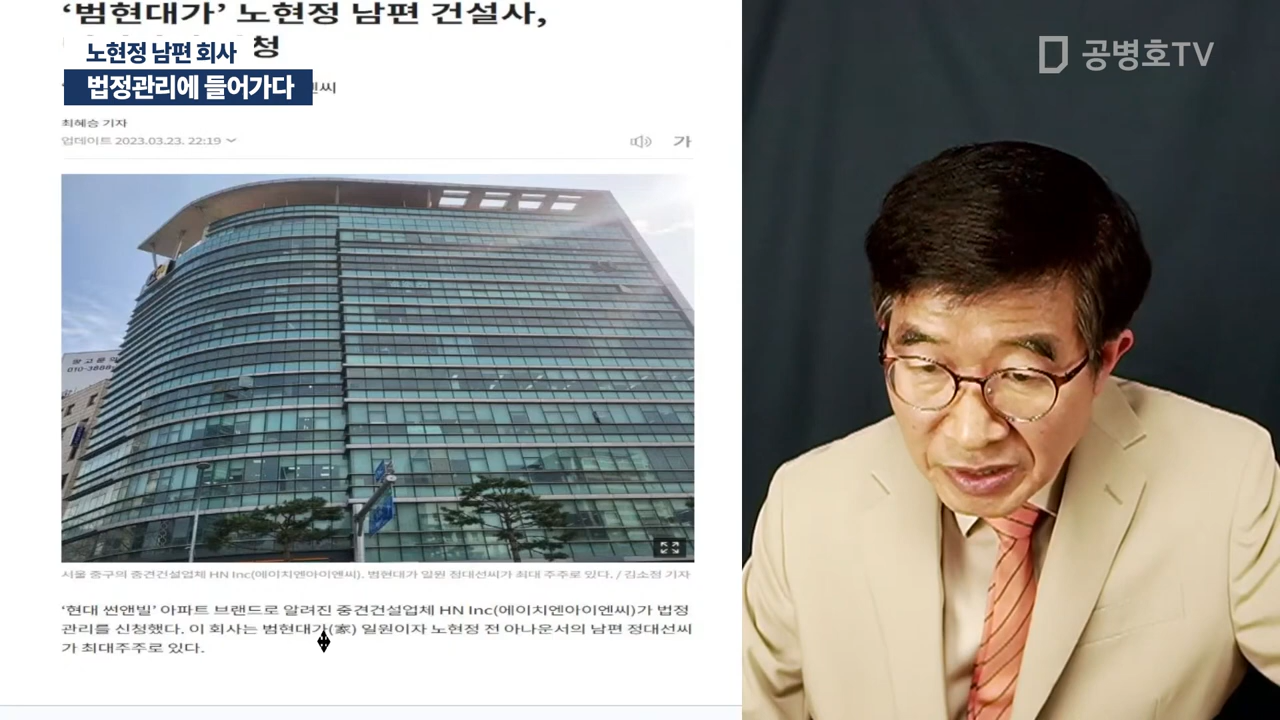 ‘범현대가’ 노현정 남편 건설사,
청
노현정 남편 회사
법정관리에 들어가다
공병호TV
최혜승 기자
업데이트 2023.03.23. 22:19
가
광고문의
서울 중구의 중견건설업체 HN Inc(에이치엔아이엔씨). 범현대가 일원 정대선씨가 최대 주주로 있다. / 김소정 기자
‘현대 썬앤빌’ 아파트 브랜드로 알려진 중견건설업체 HN Inc(에이치엔아이엔씨)가 법정
관리를 신청했다. 이 회사는 범현대가(家) 일원이자 노현정 전 아나운서의 남편 정대선씨
가 최대주주로 있다.